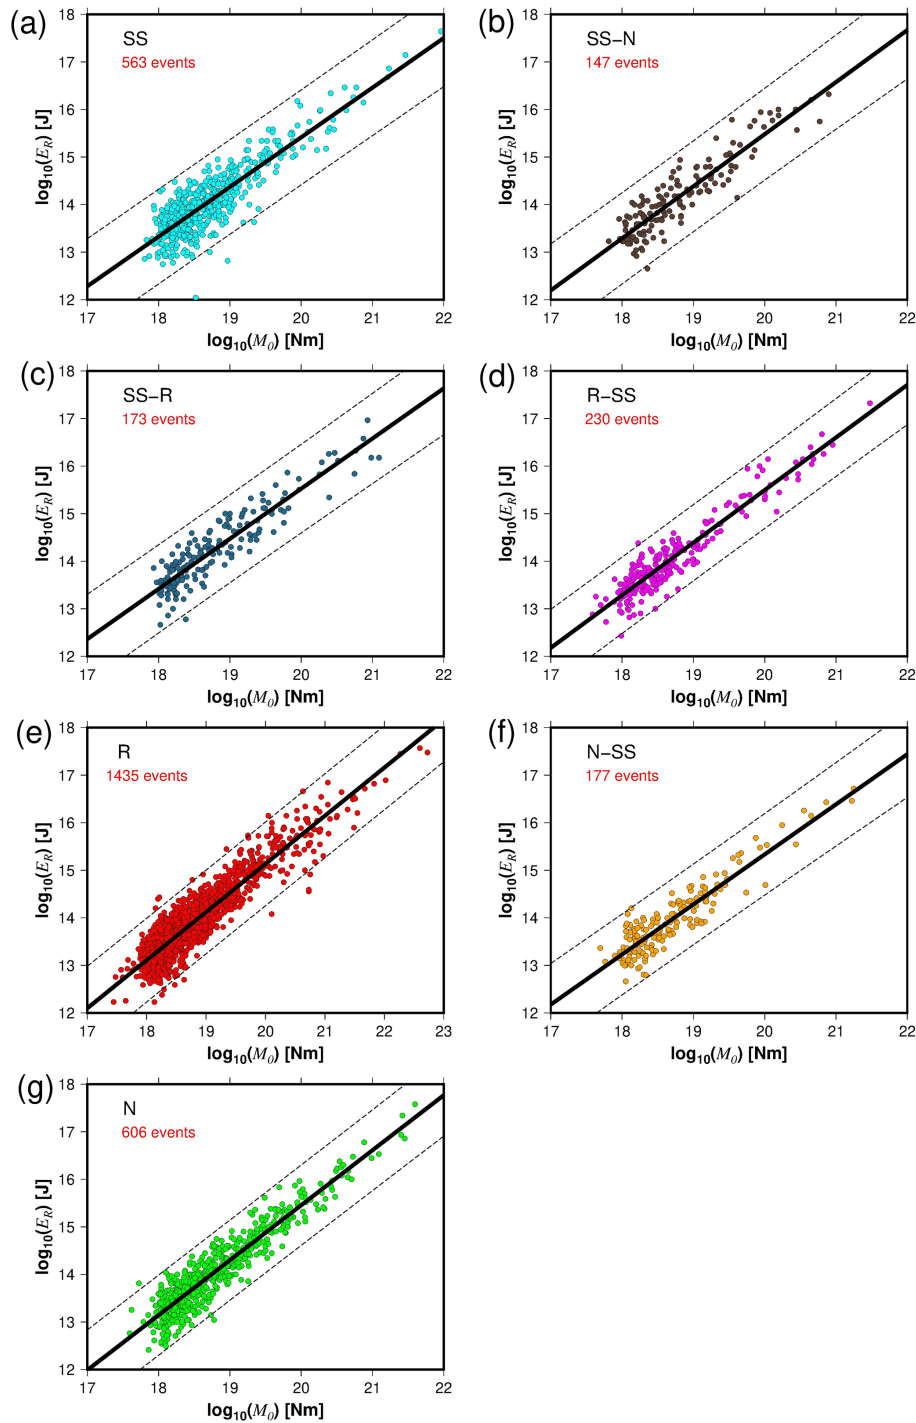 (a)
SS
563 events
18
17
16
15
14
13
12
log10(ER) [J]
17 18 19 20 21 22
log10(M0) [Nm]
(b)
SS−N
147 events
18
17
16
15
14
13
12
log10(ER) [J]
17 18 19 20 21 22
log10(M0) [Nm]
(c)
SS−R
173 events
18
17
16
15
14
13
12
log10(ER) [J]
17 18 19 20 21 22
log10(M0) [Nm]
(d)
R−SS
230 events
18
17
16
15
14
13
12
log10(ER) [J]
17 18 19 20 21 22
log10(M0) [Nm]
(e)
R
1435 events
18
17
16
15
14
13
12
log10(ER) [J]
17 18 19 20 21 22 23
log10(M0) [Nm]
(f)
N−SS
177 events
18
17
16
15
14
13
12
log10(ER) [J]
17 18 19 20 21 22
log10(M0) [Nm]
(g)
N
606 events
18
17
16
15
14
13
12
log10(ER) [J]
17 18 19 20 21 22
log10(M0) [Nm]